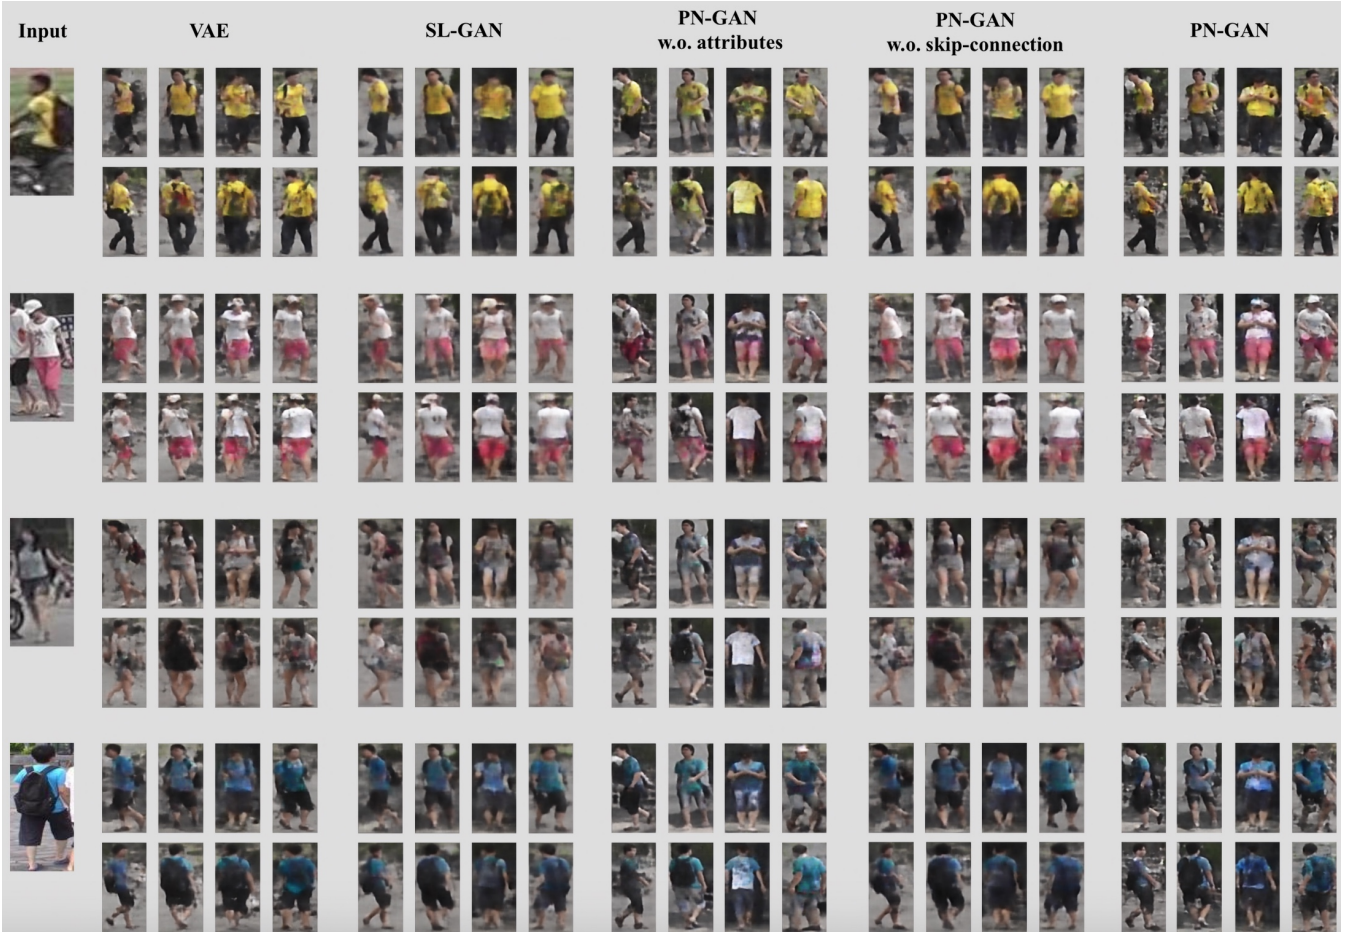 Input
VAE
SL-GAN
PN-GAN
w.o. attributes
PN-GAN
w.o. skip-connection
PN-GAN